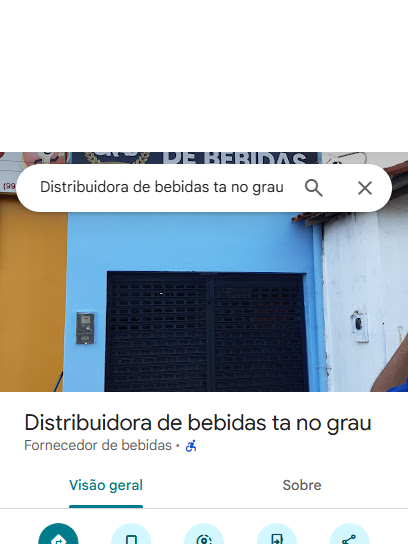 DE BEBIDAS
(99
Distribuidora de bebidas ta no grau
Distribuidora de bebidas ta no grau
Fornecedor de bebidas ·
Visão geral
Sobre